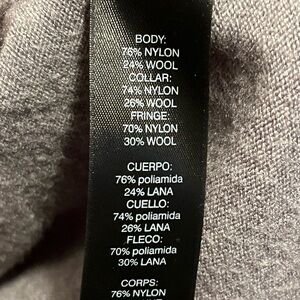 BODY:
76% NYLON
24% WOOL
COLLAR:
74% NYLON
26% WOOL
FRINGE:
70% NYLON
30% WOOL
CUERPO:
76% poliamida
24% LANA
CUELLO:
74% poliamida
26% LANA
FLECO:
70% poliamida
30% LANA
CORPS:
76% NYLON